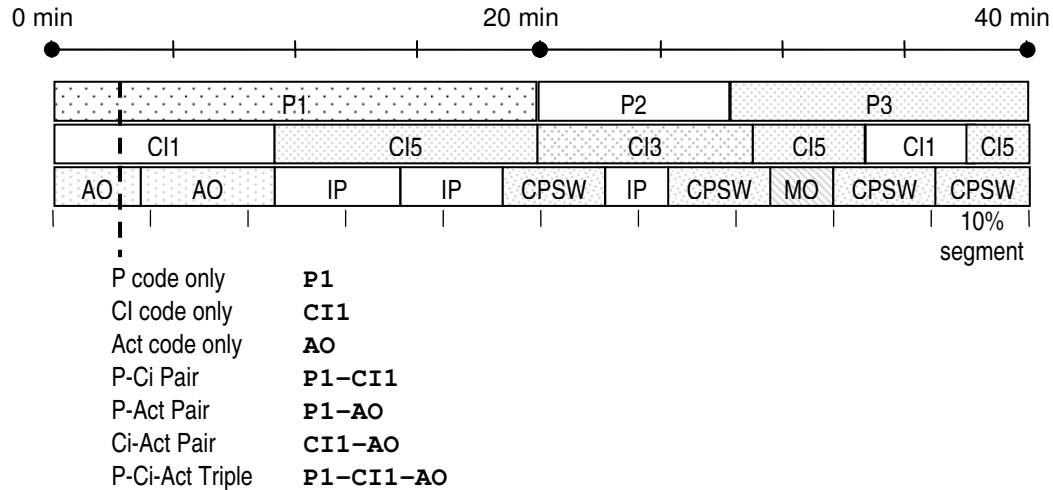 0 min 20 min 40 min
P1 P2 P3
CI1 CI5 CI3 CI5 CI1 CI5
AO AO IP IP CPSW IP CPSW MO CPSW CPSW
10%
segment
P code only P1
CI code only CI1
Act code only AO
P-Ci Pair P1–CI1
P-Act Pair P1–AO
Ci-Act Pair CI1–AO
P-Ci-Act Triple P1–CI1–AO